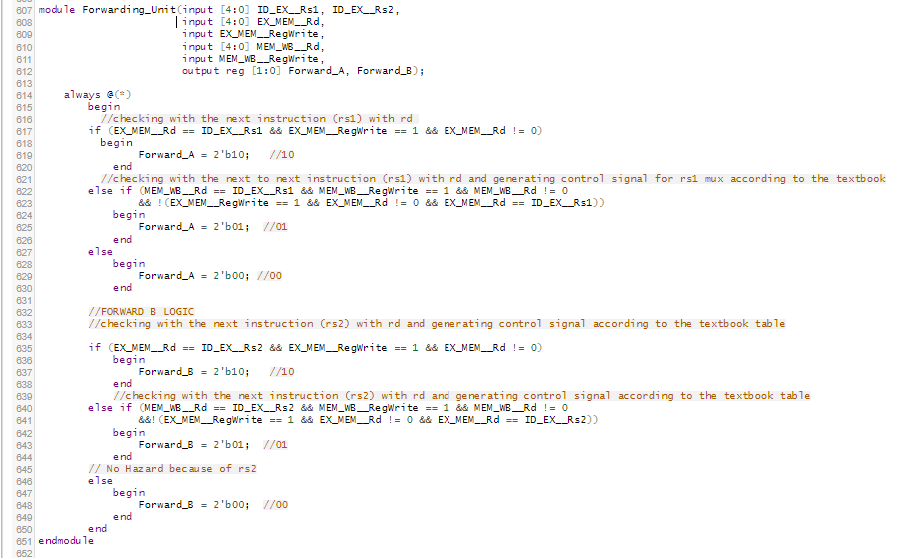 607 module Forwarding_Unit(input [4:0] ID_EX__Rs1, ID_EX__Rs2,
608 input [4:0] EX_MEM__Rd,
609 input EX_MEM__RegWrite,
610 input [4:0] MEM_WB__Rd,
611 input MEM_WB__RegWrite,
612 output reg [1:0] Forward_A, Forward_B);
613
614 always @(*)
615 begin
616 //checking with the next instruction (rs1) with rd
617 if (EX_MEM__Rd == ID_EX__Rs1 && EX_MEM__RegWrite == 1 && EX_MEM__Rd != 0)
618 begin
619 Forward_A = 2'b10; //10
620 end
621 //checking with the next to next instruction (rs1) with rd and generating control signal for rs1 mux according to the textbook
622 else if (MEM_WB__Rd == ID_EX__Rs1 && MEM_WB__RegWrite == 1 && MEM_WB__Rd != 0
623 && !(EX_MEM__RegWrite == 1 && EX_MEM__Rd != 0 && EX_MEM__Rd == ID_EX__Rs1))
624 begin
625 Forward_A = 2'b01; //01
626 end
627 else
628 begin
629 Forward_A = 2'b00; //00
630 end
631
632 //FORWARD B LOGIC
633 //checking with the next instruction (rs2) with rd and generating control signal according to the textbook table
634
635 if (EX_MEM__Rd == ID_EX__Rs2 && EX_MEM__RegWrite == 1 && EX_MEM__Rd != 0)
636 begin
637 Forward_B = 2'b10; //10
638 end
639 //checking with the next instruction (rs2) with rd and generating control signal according to the textbook table
640 else if (MEM_WB__Rd == ID_EX__Rs2 && MEM_WB__RegWrite == 1 && MEM_WB__Rd != 0
641 &&!(EX_MEM__RegWrite == 1 && EX_MEM__Rd != 0 && EX_MEM__Rd == ID_EX__Rs2))
642 begin
643 Forward_B = 2'b01; //01
644 end
645 // No Hazard because of rs2
646 else
647 begin
648 Forward_B = 2'b00; //00
649 end
650 end
651 endmodule
652